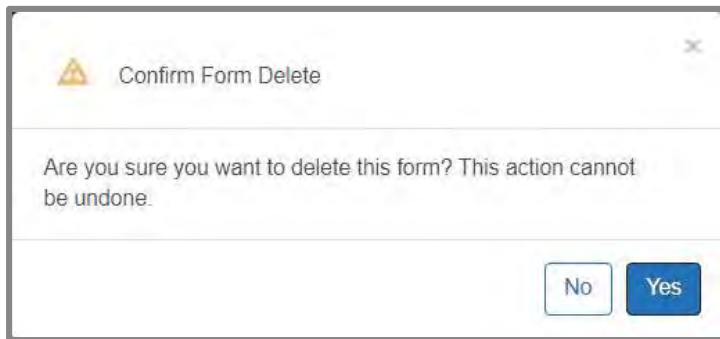 Confirm Form Delete
Are you sure you want to delete this form? This action cannot
be undone.
No
Yes